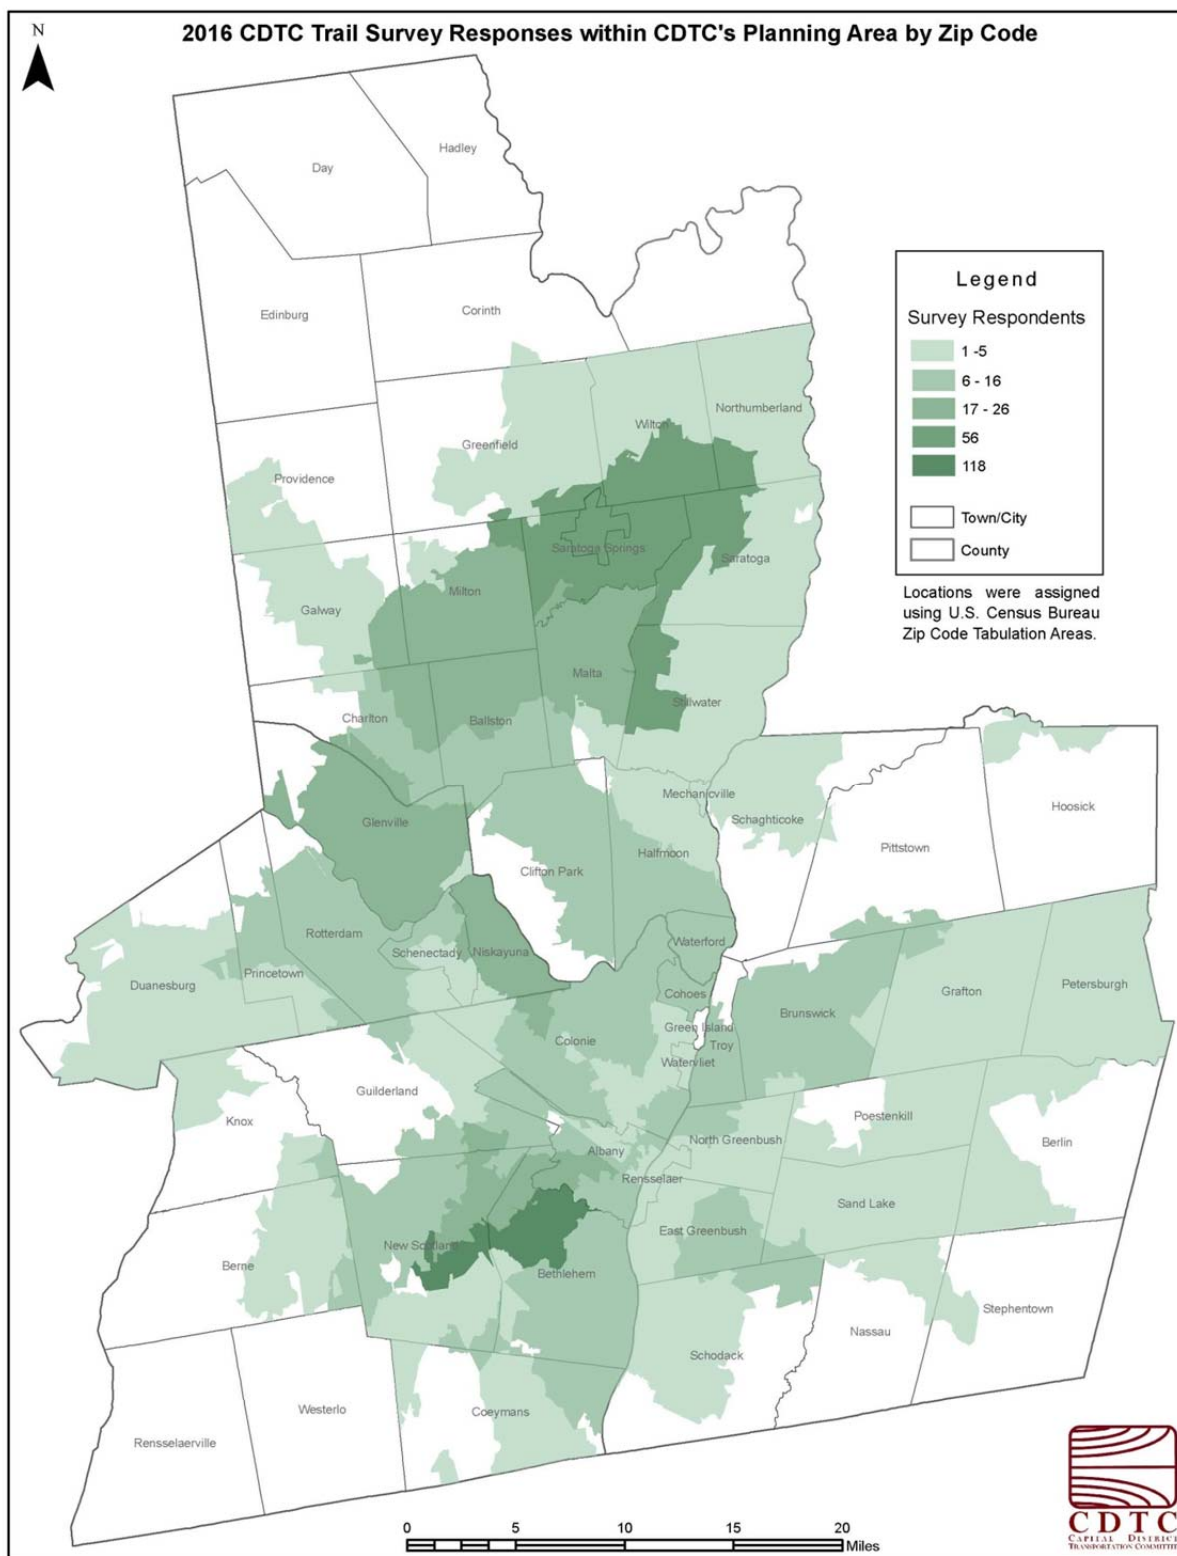 2016 CDTC Trail Survey Responses within CDTC's Planning Area by Zip Code
N
Hadley
Day
Corinth
Edinburg
Legend
Survey Respondents
1 -5
6 - 16
17 - 26
56
118
Town/City
County
Locations were assigned
using U.S. Census Bureau
Zip Code Tabulation Areas.
Northumberland
Wilton
Greenfield
Providence
Saratoga Springs
Saratoga
Milton
Galway
Malta
Stillwater
Charlton
Ballston
Mechanicville
Hoosick
Schaghticoke
Glenville
Pittstown
Halfmoon
Clifton Park
Rotterdam
Waterford
Schenectady
Niskayuna
Princetown
Petersburgh
Duanesburg
Grafton
Cohoes
Brunswick
Green Island
Colonie
Troy
Watervliet
Guilderland
Poestenkill
Knox
North Greenbush
Berlin
Albany
Rensselaer
Sand Lake
East Greenbush
New Scotland
Berne
Bethlehem
Stephentown
Nassau
Schodack
Westerlo
Coeymans
Rensselaerville
0 5 10 15 20
Miles
CDTC
CAPITAL DISTRICT
TRANSPORTATION COMMITTEE